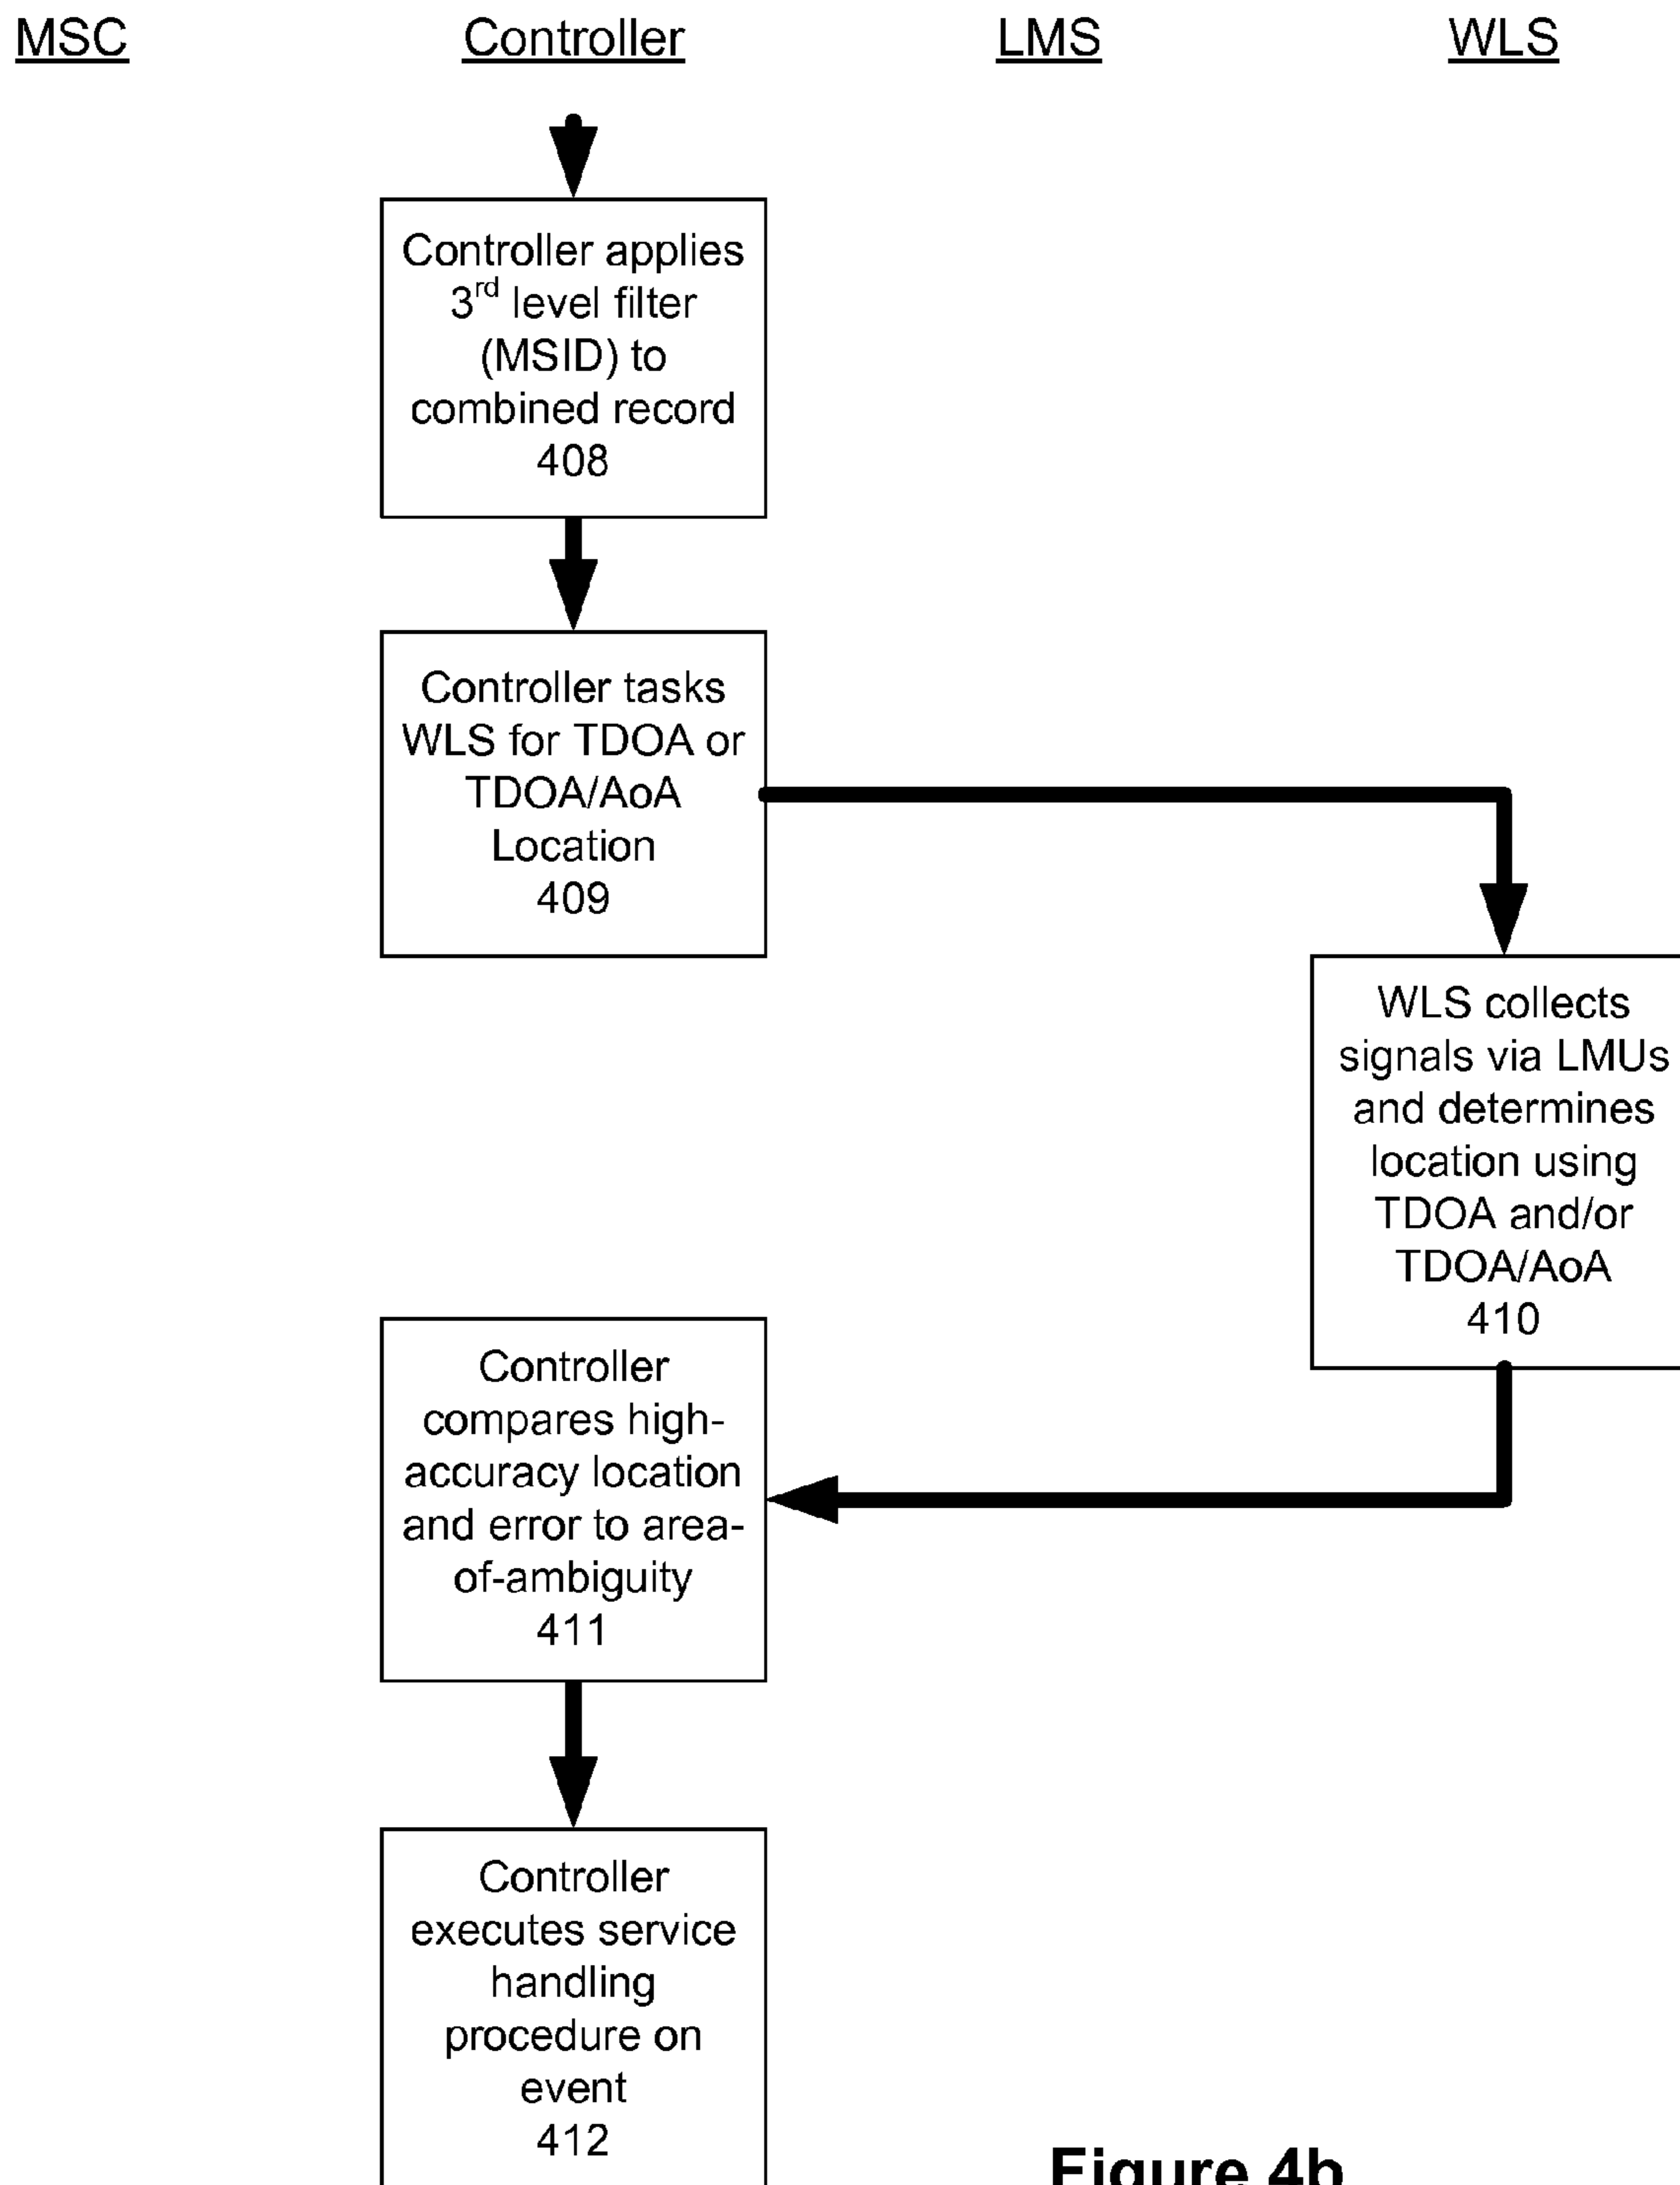 MSC
Controller
LMS
WLS
Controller applies
3rd level filter
(MSID) to
combined record
408
Controller tasks
WLS for TDOA or
TDOA/AoA
Location
409
WLS collects
signals via LMUs
and determines
location using
TDOA and/or
TDOA/AoA
410
Controller
compares high-
accuracy location
and error to area-
of-ambiguity
411
Controller
executes service
handling
procedure on
event
412
Figure 4b